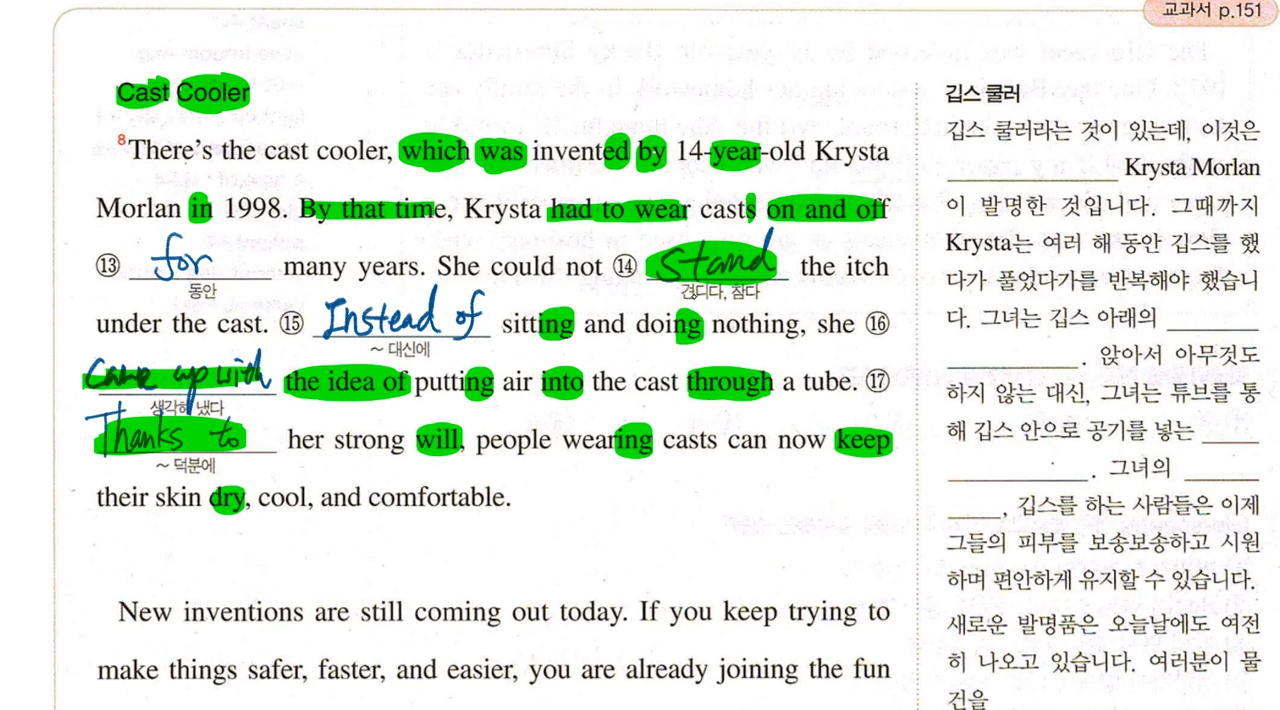 교과서 p.151
Cast Cooler
8There's the cast cooler, which was invented by 14-year-old Krysta
Morlan in 1998. By that time, Krysta had to wear casts on and off
⑬ for many years. She could not ⑭ stand the itch
동안 견디다, 참다
under the cast. ⑮ Instead of sitting and doing nothing, she ⑯
~ 대신에
came up with the idea of putting air into the cast through a tube. ⑰
생각해 냈다
Thanks to her strong will, people wearing casts can now keep
~ 덕분에
their skin dry, cool, and comfortable.
New inventions are still coming out today. If you keep trying to
make things safer, faster, and easier, you are already joining the fun
깁스 쿨러
깁스 쿨러라는 것이 있는데, 이것은
Krysta Morlan
이 발명한 것입니다. 그때까지
Krysta는 여러 해 동안 깁스를 했
다가 풀었다가를 반복해야 했습니
다. 그녀는 깁스 아래의
. 앉아서 아무것도
하지 않는 대신, 그녀는 튜브를 통
해 깁스 안으로 공기를 넣는
. 그녀의
, 깁스를 하는 사람들은 이제
그들의 피부를 보송보송하고 시원
하며 편안하게 유지할 수 있습니다.
새로운 발명품은 오늘날에도 여전
히 나오고 있습니다. 여러분이 물
건을